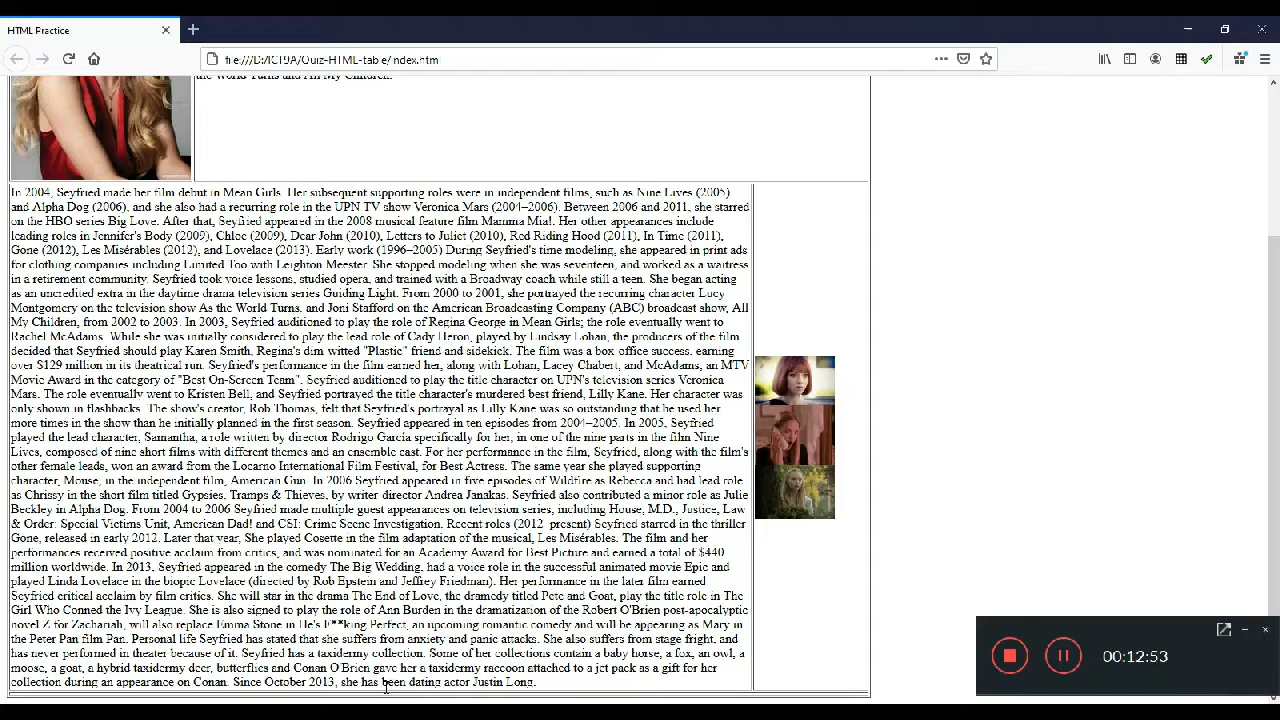 HTML Practice
file:///D:/ICT9A/Quiz-HTML-table/index.html
the World Turns and All My Children.
In 2004, Seyfried made her film debut in Mean Girls. Her subsequent supporting roles were in independent films, such as Nine Lives (2005)
and Alpha Dog (2006), and she also had a recurring role in the UPN TV show Veronica Mars (2004–2006). Between 2006 and 2011, she starred
on the HBO series Big Love. After that, Seyfried appeared in the 2008 musical feature film Mamma Mia!. Her other appearances include
leading roles in Jennifer's Body (2009), Chloe (2009), Dear John (2010), Letters to Juliet (2010), Red Riding Hood (2011), In Time (2011),
Gone (2012), Les Misérables (2012), and Lovelace (2013). Early work (1996–2005) During Seyfried's time modeling, she appeared in print ads
for clothing companies including Limited Too with Leighton Meester. She stopped modeling when she was seventeen, and worked as a waitress
in a retirement community. Seyfried took voice lessons, studied opera, and trained with a Broadway coach while still a teen. She began acting
as an uncredited extra in the daytime drama television series Guiding Light. From 2000 to 2001, she portrayed the recurring character Lucy
Montgomery on the television show As the World Turns, and Joni Stafford on the American Broadcasting Company (ABC) broadcast show, All
My Children, from 2002 to 2003. In 2003, Seyfried auditioned to play the role of Regina George in Mean Girls; the role eventually went to
Rachel McAdams. While she was initially considered to play the lead role of Cady Heron, played by Lindsay Lohan, the producers of the film
decided that Seyfried should play Karen Smith, Regina's dim-witted "Plastic" friend and sidekick. The film was a box office success, earning
over $129 million in its theatrical run. Seyfried's performance in the film earned her, along with Lohan, Lacey Chabert, and McAdams, an MTV
Movie Award in the category of "Best On-Screen Team". Seyfried auditioned to play the title character on UPN's television series Veronica
Mars. The role eventually went to Kristen Bell, and Seyfried portrayed the title character's murdered best friend, Lilly Kane. Her character was
only shown in flashbacks. The show's creator, Rob Thomas, felt that Seyfried's portrayal as Lilly Kane was so outstanding that he used her
more times in the show than he initially planned in the first season. Seyfried appeared in ten episodes from 2004–2005. In 2005, Seyfried
played the lead character, Samantha, a role written by director Rodrigo García specifically for her, in one of the nine parts in the film Nine
Lives, composed of nine short films with different themes and an ensemble cast. For her performance in the film, Seyfried, along with the film's
other female leads, won an award from the Locarno International Film Festival, for Best Actress. The same year she played supporting
character, Mouse, in the independent film, American Gun. In 2006 Seyfried appeared in five episodes of Wildfire as Rebecca and had lead role
as Chrissy in the short film titled Gypsies, Tramps & Thieves, by writer director Andrea Janakas. Seyfried also contributed a minor role as Julie
Beckley in Alpha Dog. From 2004 to 2006 Seyfried made multiple guest appearances on television series, including House, M.D., Justice, Law
& Order: Special Victims Unit, American Dad! and CSI: Crime Scene Investigation. Recent roles (2012–present) Seyfried starred in the thriller
Gone, released in early 2012. Later that year, She played Cosette in the film adaptation of the musical, Les Misérables. The film and her
performances received positive acclaim from critics, and was nominated for an Academy Award for Best Picture and earned a total of $440
million worldwide. In 2013, Seyfried appeared in the comedy The Big Wedding, had a voice role in the successful animated movie Epic and
played Linda Lovelace in the biopic Lovelace (directed by Rob Epstein and Jeffrey Friedman). Her performance in the later film earned
Seyfried critical acclaim by film critics. She will star in the drama The End of Love, the dramedy titled Pete and Goat, play the title role in The
Girl Who Conned the Ivy League. She is also signed to play the role of Ann Burden in the dramatization of the Robert O'Brien post-apocalyptic
novel Z for Zachariah, will also replace Emma Stone in He's F**king Perfect, an upcoming romantic comedy and will be appearing as Mary in
the Peter Pan film Pan. Personal life Seyfried has stated that she suffers from anxiety and panic attacks. She also suffers from stage fright, and
has never performed in theater because of it. Seyfried has a taxidermy collection. Some of her collections contain a baby horse, a fox, an owl, a
moose, a goat, a hybrid taxidermy deer, butterflies and Conan O'Brien gave her a taxidermy raccoon attached to a jet pack as a gift for her
collection during an appearance on Conan. Since October 2013, she has been dating actor Justin Long.
00:12:53